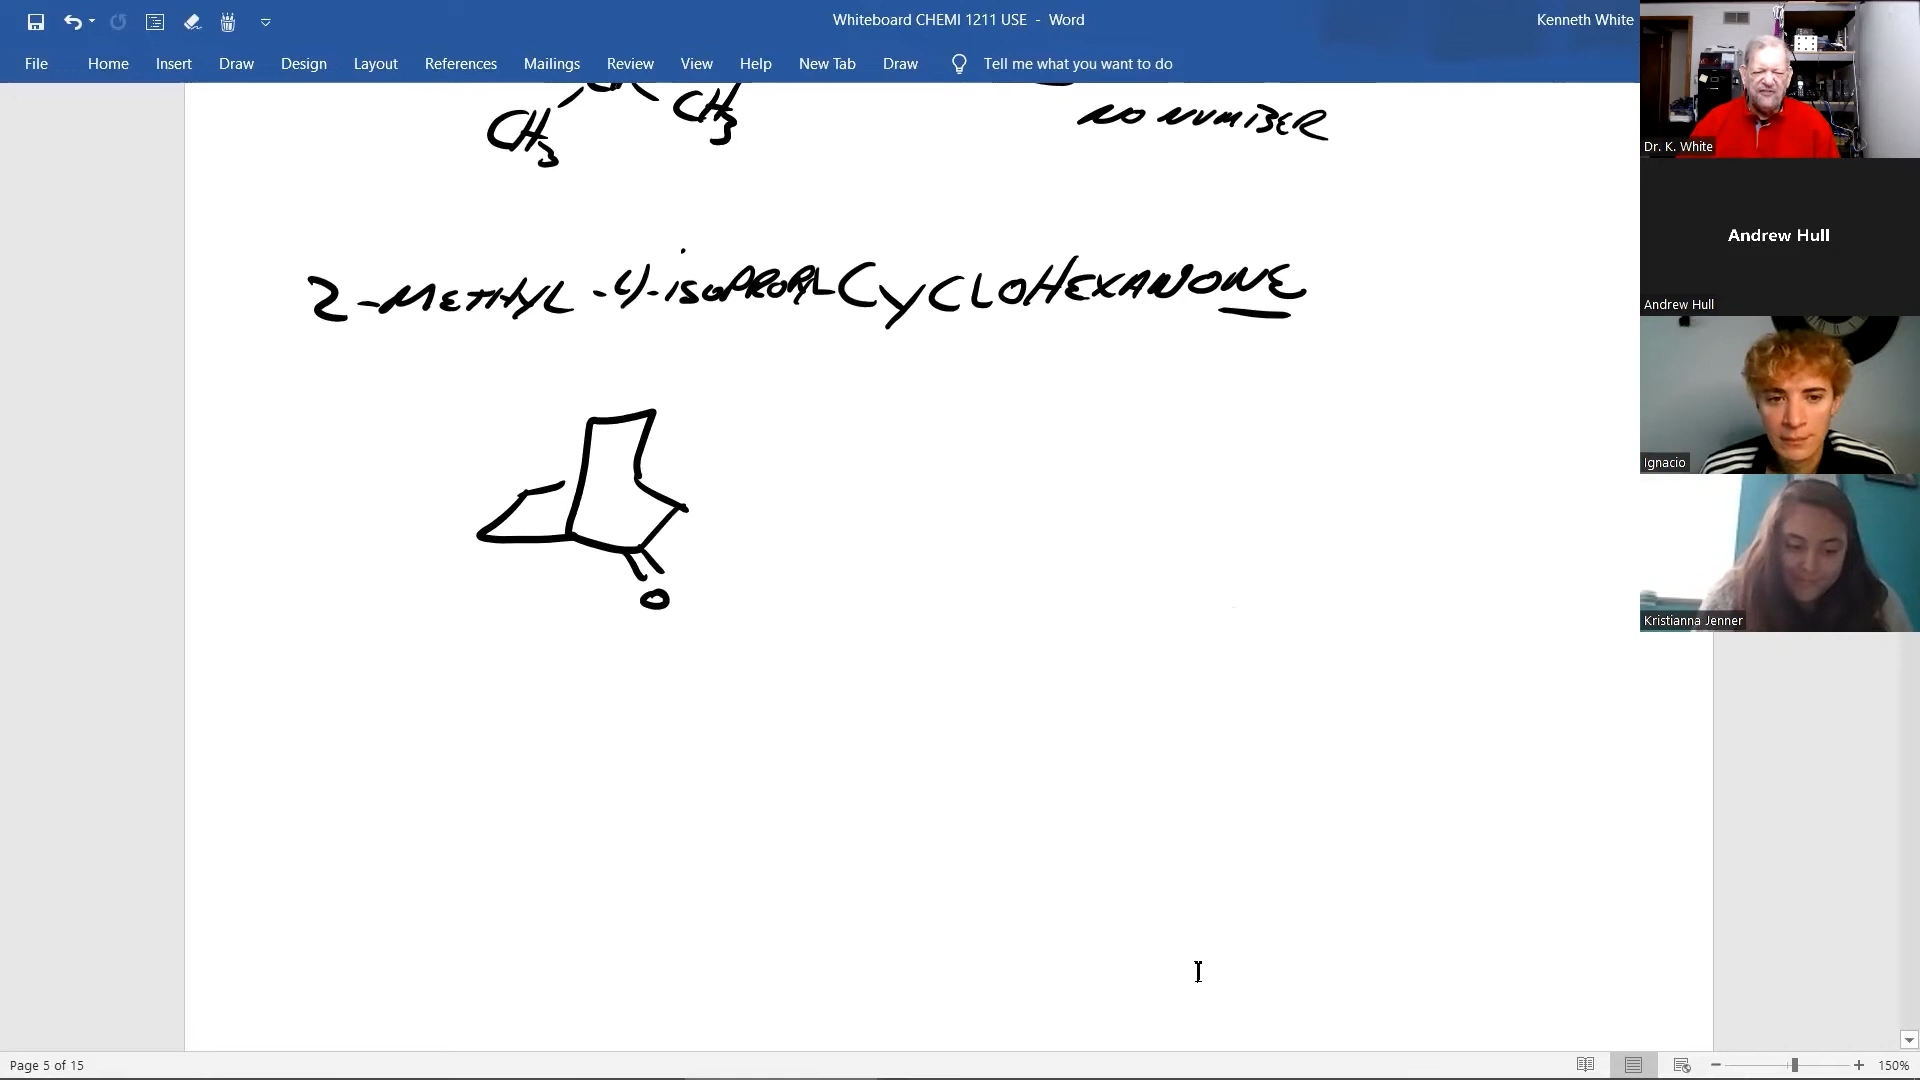 Whiteboard CHEMI 1211 USE - Word
Kenneth White
File Home Insert Draw Design Layout References Mailings Review View Help New Tab Draw Tell me what you want to do
CH3 CH3
NO NUMBER
2-METHYL-4-isoPROPYLCYCLOHEXANONE
O
Dr. K. White
Andrew Hull
Andrew Hull
Ignacio
Kristianna Jenner
Page 5 of 15
150%